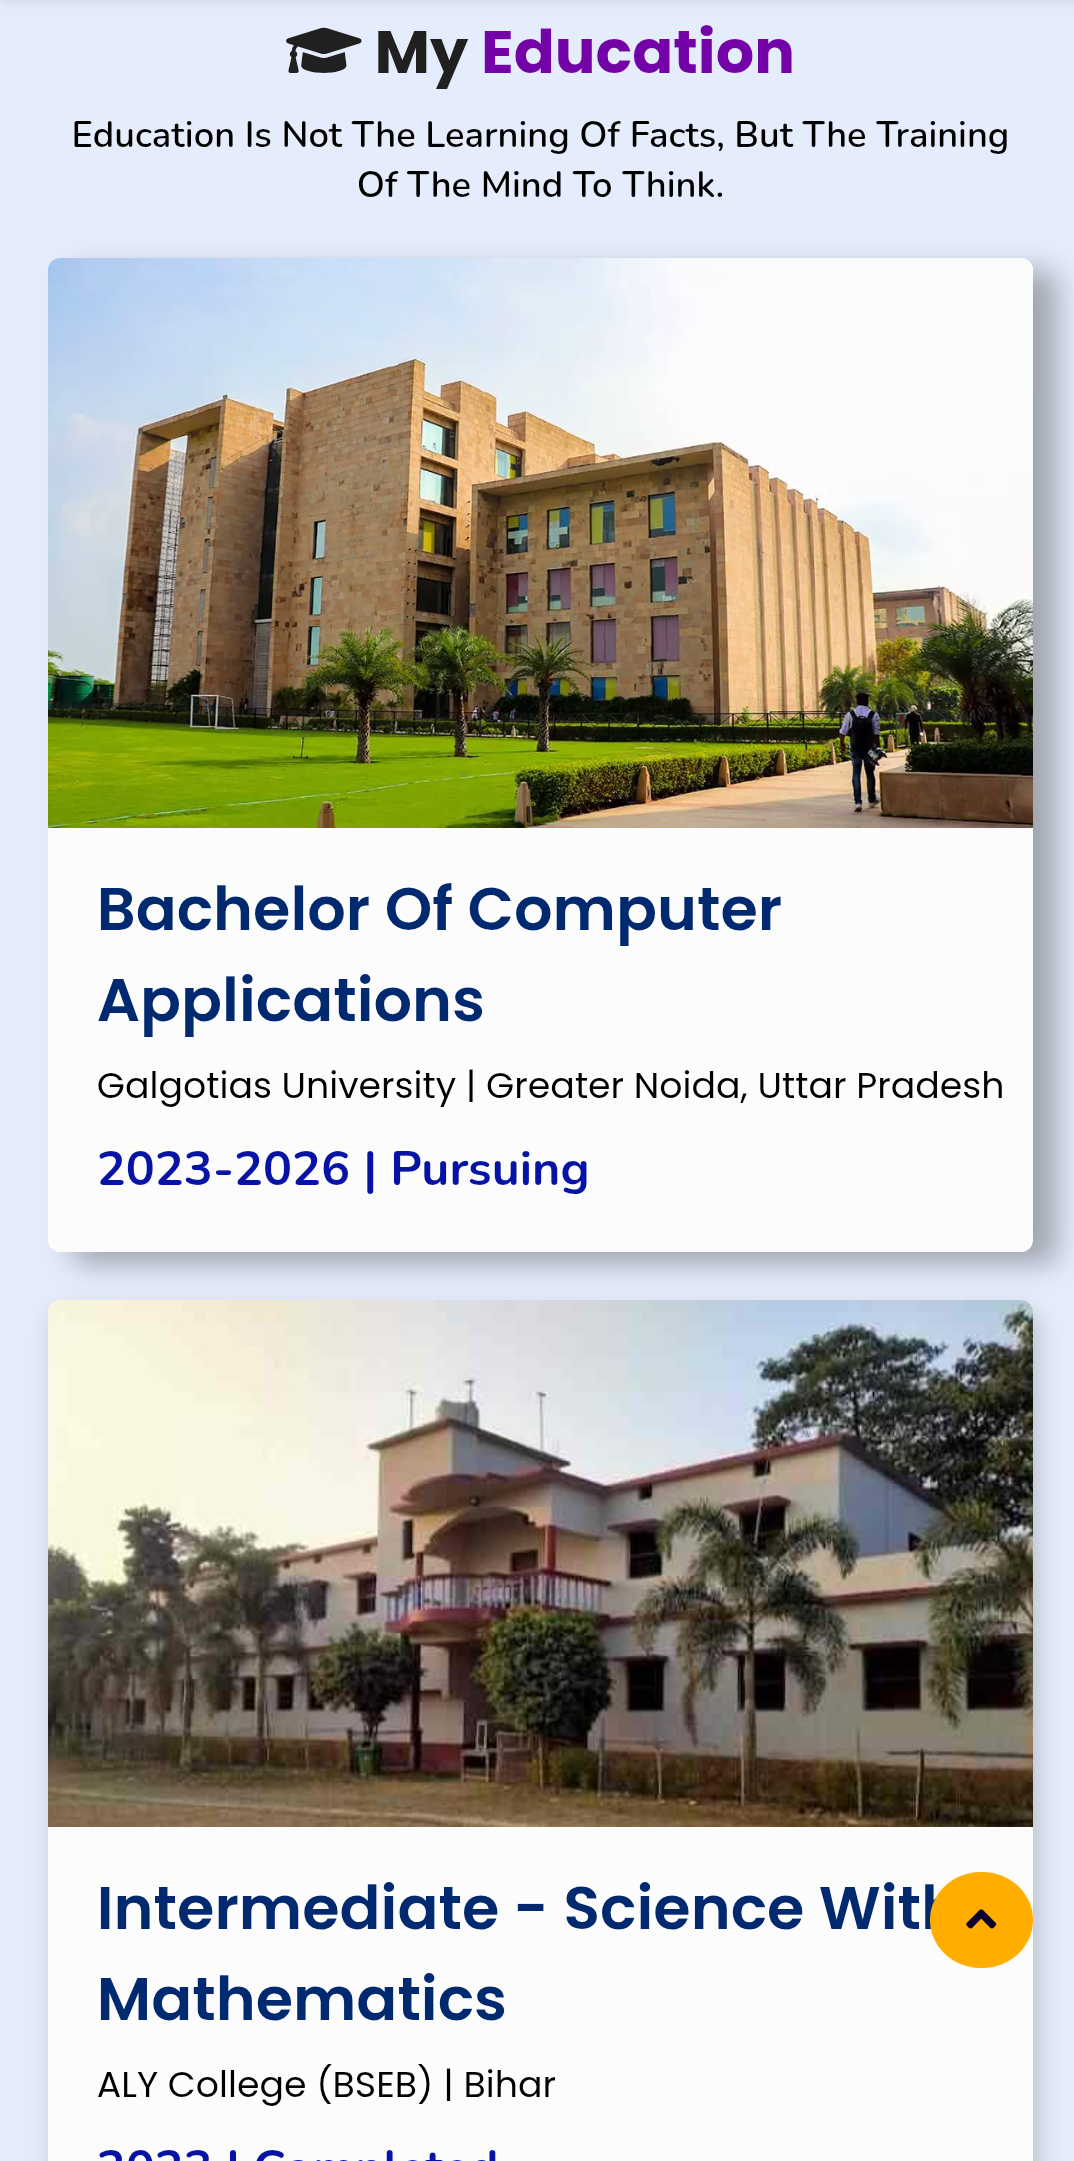 My Education
Education Is Not The Learning Of Facts, But The Training
Of The Mind To Think.
Bachelor Of Computer
Applications
Galgotias University | Greater Noida, Uttar Pradesh
2023-2026 | Pursuing
Intermediate - Science With
Mathematics
ALY College (BSEB) | Bihar